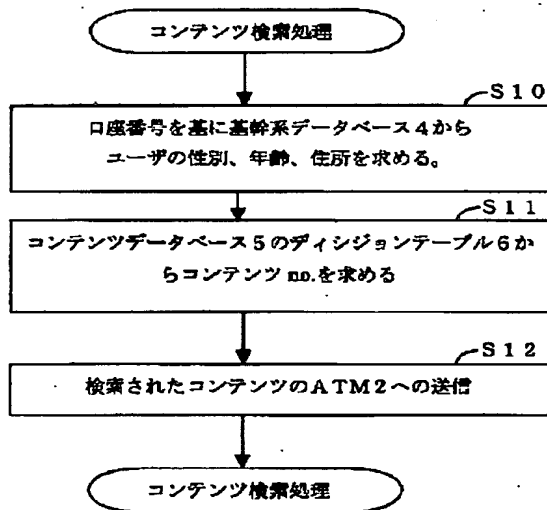 コンテンツ検索処理
S10
口座番号を基に基幹系データベース4から
ユーザの性別、年齢、住所を求める。
S11
コンテンツデータベース5のディシジョンテーブル6か
らコンテンツno.を求める
S12
検索されたコンテンツのATM2への送信
コンテンツ検索処理